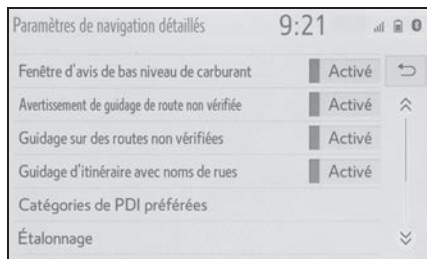 Paramètres de navigation détaillés 9:21
Fenêtre d'avis de bas niveau de carburant Activé
Avertissement de guidage de route non vérifiée Activé
Guidage sur des routes non vérifiées Activé
Guidage d'itinéraire avec noms de rues Activé
Catégories de PDI préférées
Étalonnage